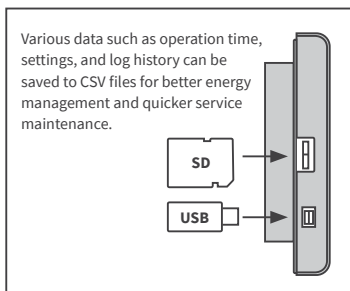 Various data such as operation time,
settings, and log history can be
saved to CSV files for better energy
management and quicker service
maintenance.
SD
USB